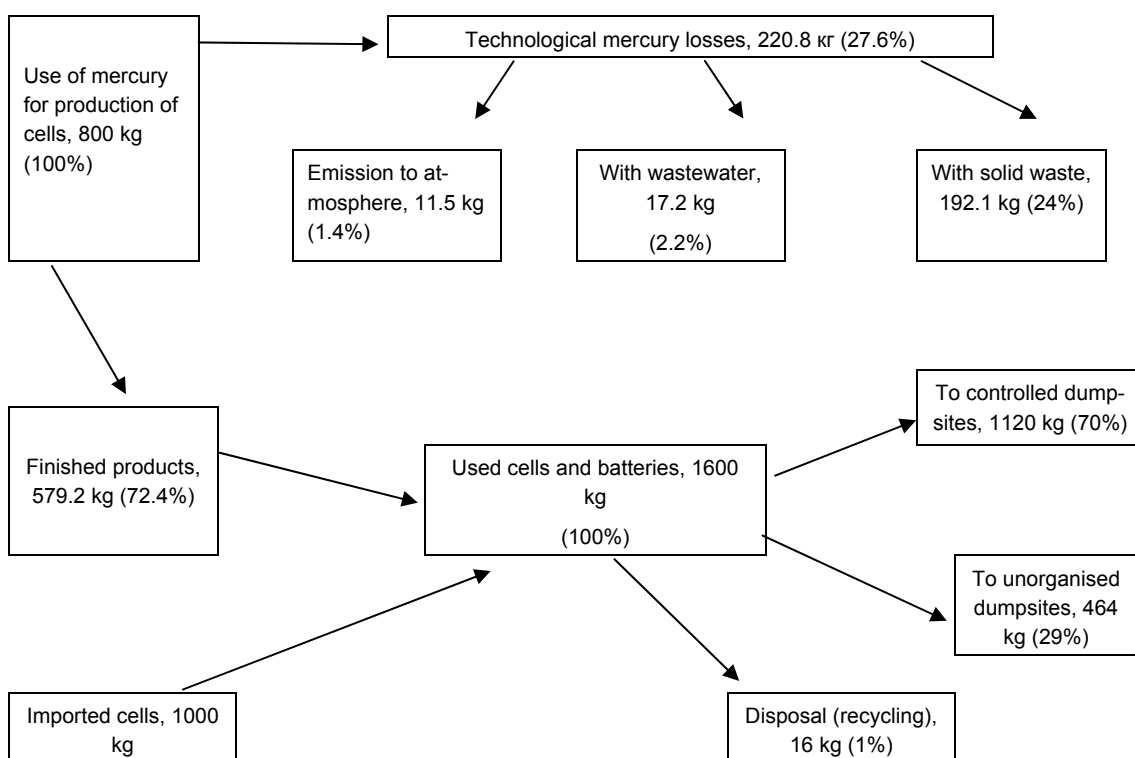 Technological mercury losses, 220.8 кг (27.6%)
Use of mercury
for production of
cells, 800 kg
(100%)
Emission to at-
mosphere, 11.5 kg
(1.4%)
With wastewater,
17.2 kg
(2.2%)
With solid waste,
192.1 kg (24%)
To controlled dump-
sites, 1120 kg (70%)
Finished products,
579.2 kg (72.4%)
Used cells and batteries, 1600
kg
(100%)
To unorganised
dumpsites, 464
kg (29%)
Imported cells, 1000
kg
Disposal (recycling),
16 kg (1%)